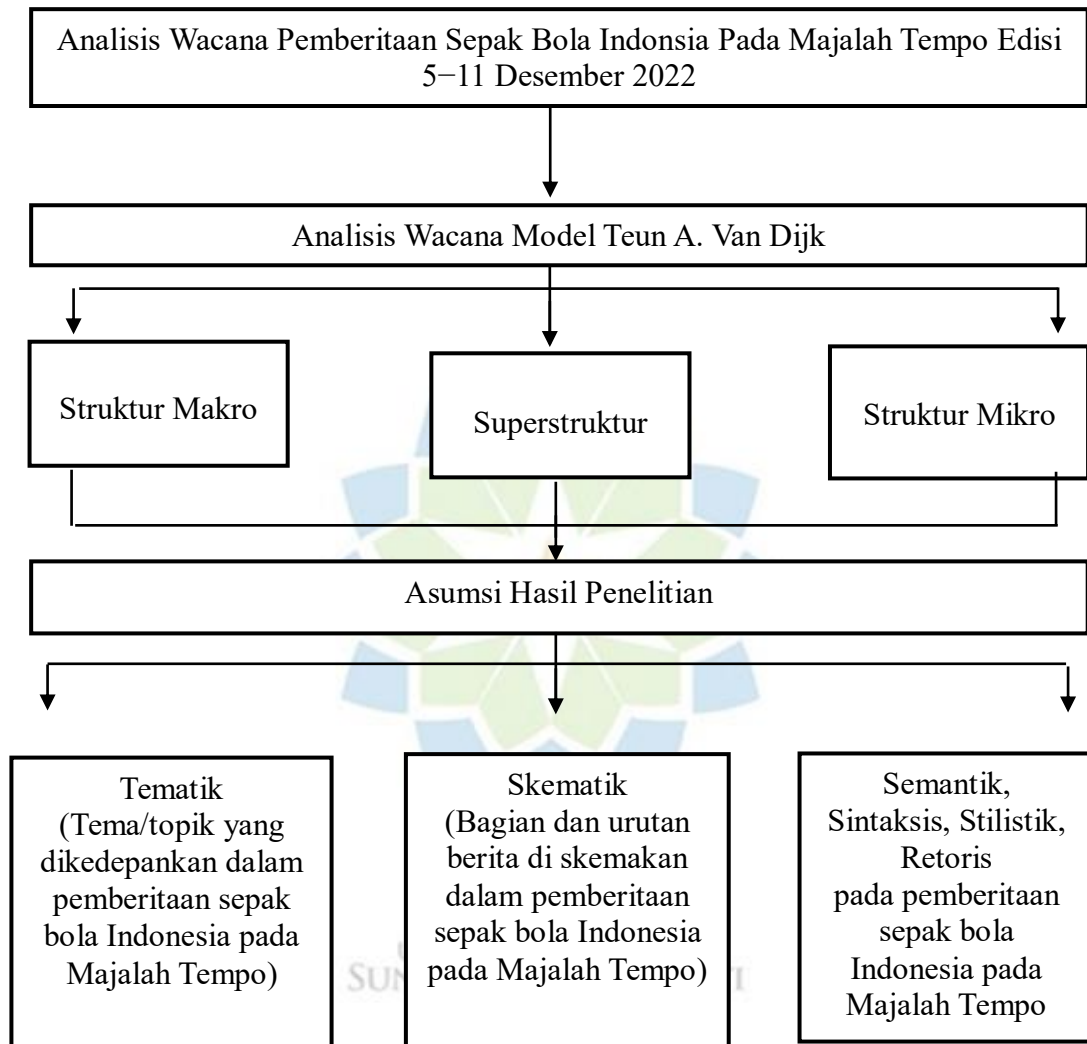 Analisis Wacana Pemberitaan Sepak Bola Indonsia Pada Majalah Tempo Edisi
5−11 Desember 2022
Analisis Wacana Model Teun A. Van Dijk
Struktur Makro
Superstruktur
Struktur Mikro
Asumsi Hasil Penelitian
Tematik
(Tema/topik yang
dikedepankan dalam
pemberitaan sepak
bola Indonesia pada
Majalah Tempo)
Skematik
(Bagian dan urutan
berita di skemakan
dalam pemberitaan
sepak bola Indonesia
pada Majalah Tempo)
Semantik,
Sintaksis, Stilistik,
Retoris
pada pemberitaan
sepak bola
Indonesia pada
Majalah Tempo